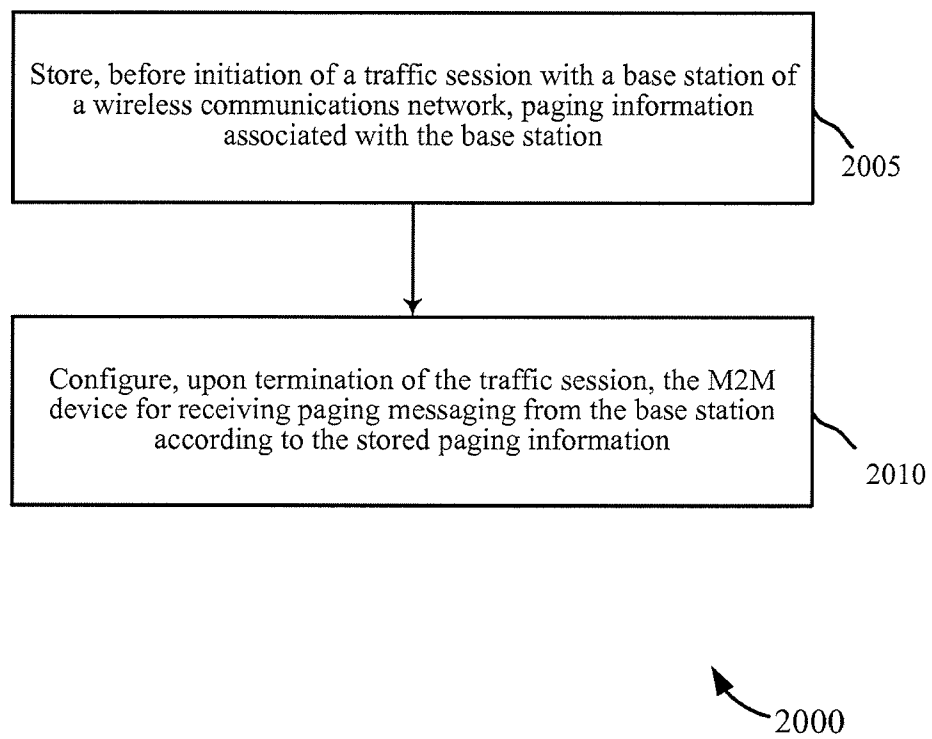 Store, before initiation of a traffic session with a base station of
a wireless communications network, paging information
associated with the base station
2005
Configure, upon termination of the traffic session, the M2M
device for receiving paging messaging from the base station
according to the stored paging information
2010
2000